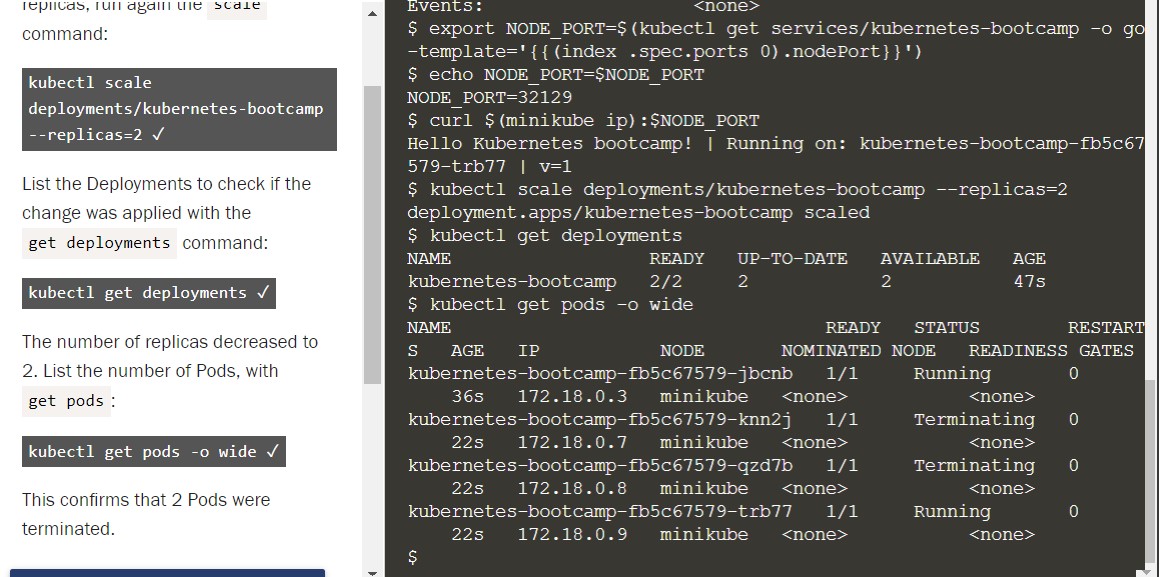 replicas, run again the scale
command:
kubectl scale
deployments/kubernetes-bootcamp
--replicas=2 ✓
List the Deployments to check if the
change was applied with the
get deployments command:
kubectl get deployments ✓
The number of replicas decreased to
2. List the number of Pods, with
get pods:
kubectl get pods -o wide ✓
This confirms that 2 Pods were
terminated.
Events: <none>
$ export NODE_PORT=$(kubectl get services/kubernetes-bootcamp -o go
-template='{{(index .spec.ports 0).nodePort}}')
$ echo NODE_PORT=$NODE_PORT
NODE_PORT=32129
$ curl $(minikube ip):$NODE_PORT
Hello Kubernetes bootcamp! | Running on: kubernetes-bootcamp-fb5c67
579-trb77 | v=1
$ kubectl scale deployments/kubernetes-bootcamp --replicas=2
deployment.apps/kubernetes-bootcamp scaled
$ kubectl get deployments
NAME READY UP-TO-DATE AVAILABLE AGE
kubernetes-bootcamp 2/2 2 2 47s
$ kubectl get pods -o wide
NAME READY STATUS RESTART
S AGE IP NODE NOMINATED NODE READINESS GATES
kubernetes-bootcamp-fb5c67579-jbcnb 1/1 Running 0
36s 172.18.0.3 minikube <none> <none>
kubernetes-bootcamp-fb5c67579-knn2j 1/1 Terminating 0
22s 172.18.0.7 minikube <none> <none>
kubernetes-bootcamp-fb5c67579-qzd7b 1/1 Terminating 0
22s 172.18.0.8 minikube <none> <none>
kubernetes-bootcamp-fb5c67579-trb77 1/1 Running 0
22s 172.18.0.9 minikube <none> <none>
$